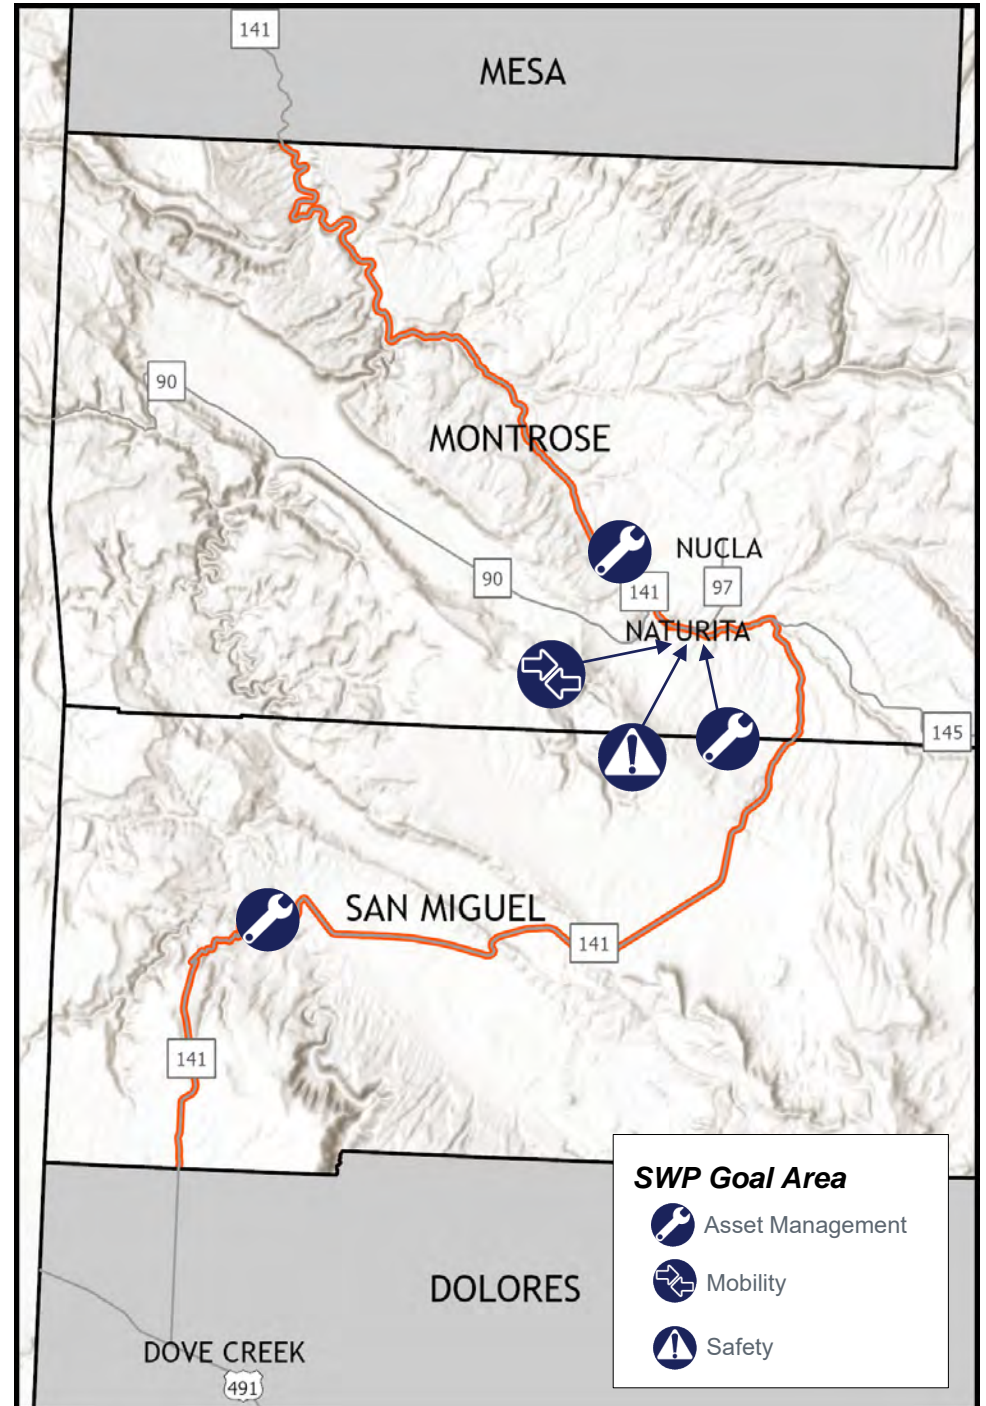 141
MESA
90
MONTROSE
NUCLA
90
141
97
NATURITA
145
SAN MIGUEL
141
141
SWP Goal Area
Asset Management
Mobility
Safety
DOLORES
DOVE CREEK
491